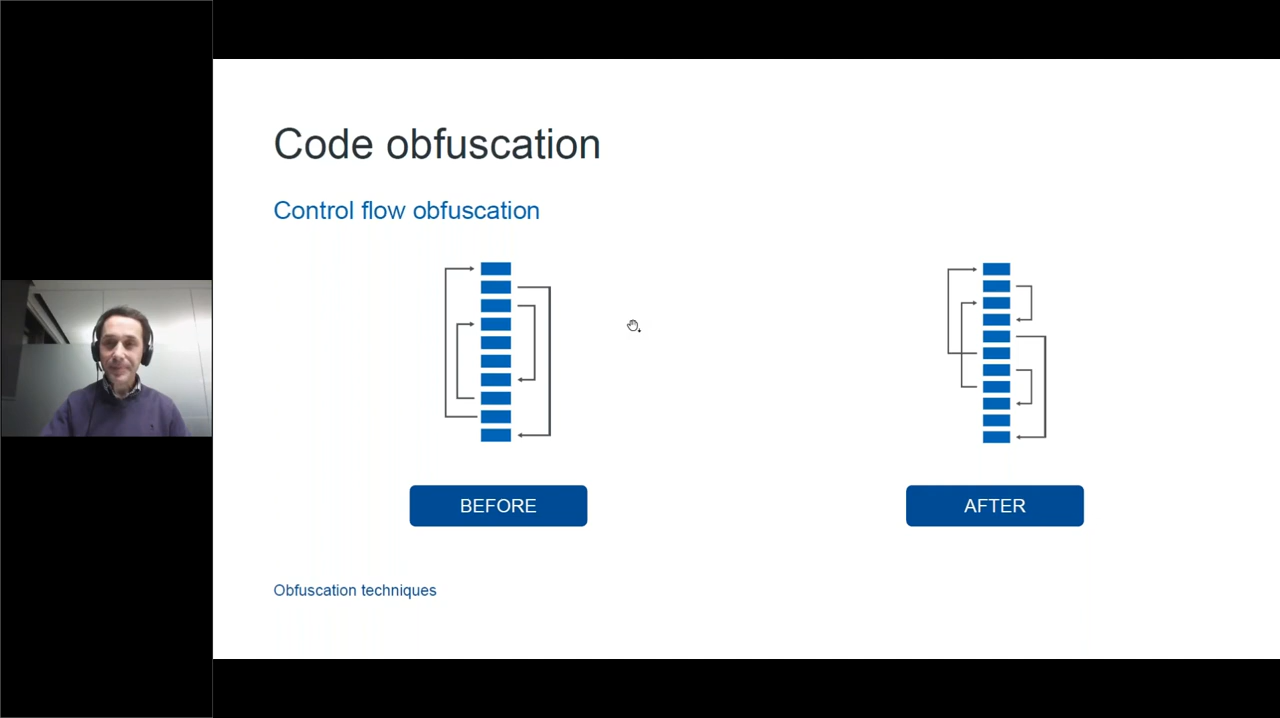 Code obfuscation
Control flow obfuscation
BEFORE
AFTER
Obfuscation techniques